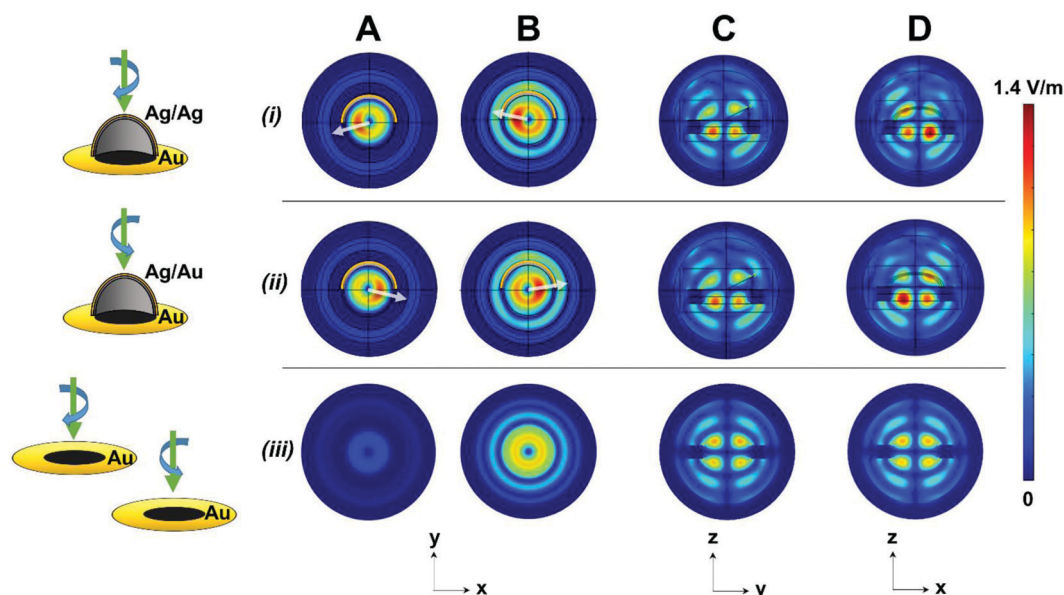 A B C D
1.4 V/m
Ag/Ag
Au
(i)
Ag/Au
Au
(ii)
Au
Au
(iii)
0
y
x
z
y
z
x